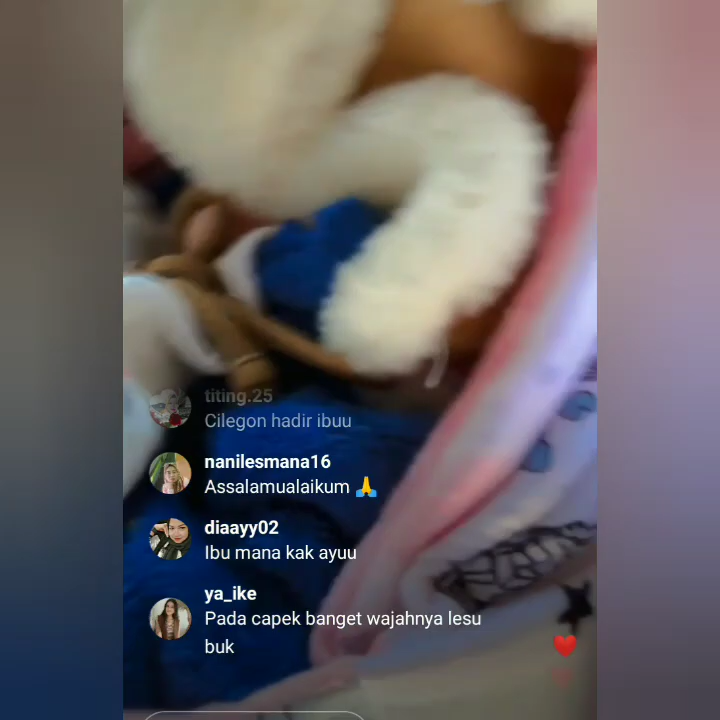 titing.25
Cilegon hadir ibuu
nanilesmana16
Assalamualaikum 🙏
diaayy02
Ibu mana kak ayuu
ya_ike
Pada capek banget wajahnya lesu
buk